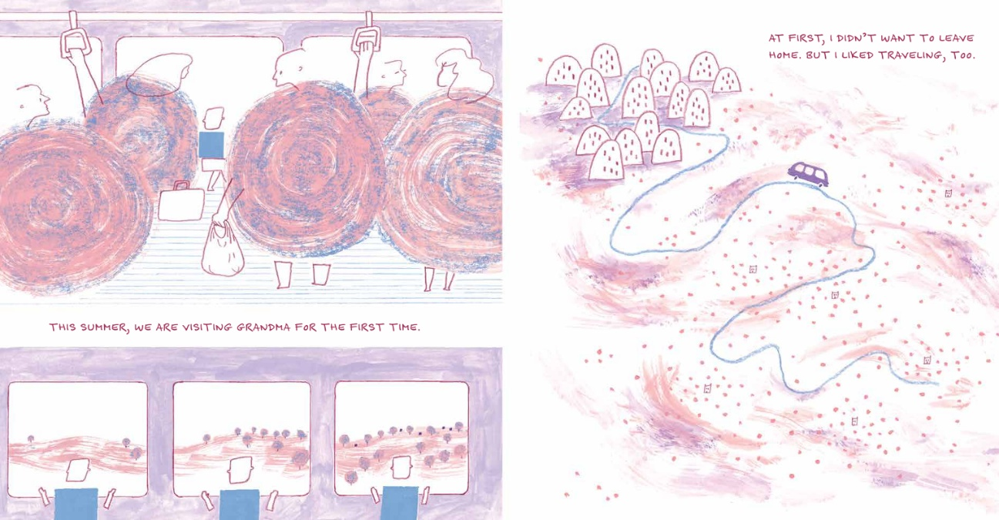 THIS SUMMER, WE ARE VISITING GRANDMA FOR THE FIRST TIME.
AT FIRST, I DIDN'T WANT TO LEAVE
HOME. BUT I LIKED TRAVELING, TOO.